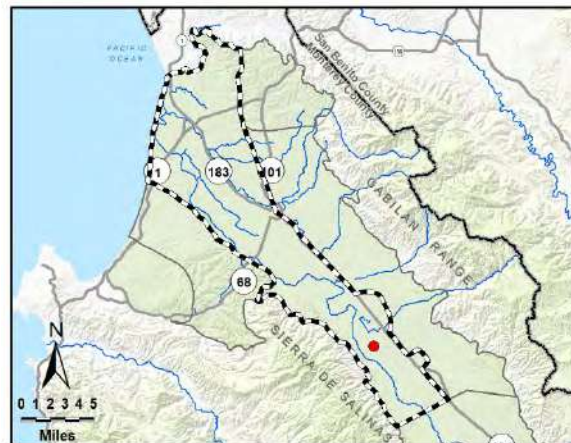 1
PACIFIC
OCEAN
San Benito County
Monterey County
1
183
101
GABILAN RANGE
68
SIERRA DE SALINAS
N
0 1 2 3 4 5
Miles